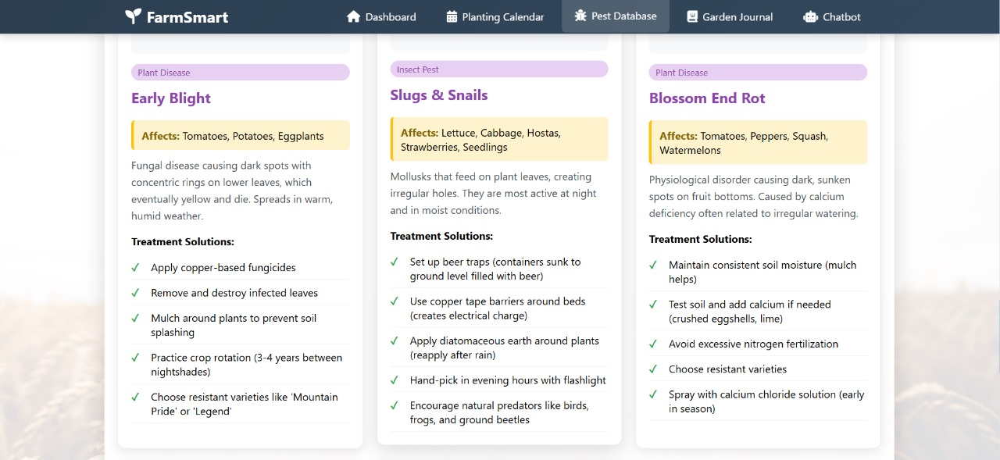 FarmSmart
Dashboard
Planting Calendar
Pest Database
Garden Journal
Chatbot
Plant Disease
Early Blight
Affects: Tomatoes, Potatoes, Eggplants
Fungal disease causing dark spots with
concentric rings on lower leaves, which
eventually yellow and die. Spreads in warm,
humid weather.
Treatment Solutions:
✓ Apply copper-based fungicides
✓ Remove and destroy infected leaves
✓ Mulch around plants to prevent soil
splashing
✓ Practice crop rotation (3-4 years between
nightshades)
✓ Choose resistant varieties like 'Mountain
Pride' or 'Legend'
Insect Pest
Slugs & Snails
Affects: Lettuce, Cabbage, Hostas,
Strawberries, Seedlings
Mollusks that feed on plant leaves, creating
irregular holes. They are most active at night
and in moist conditions.
Treatment Solutions:
✓ Set up beer traps (containers sunk to
ground level filled with beer)
✓ Use copper tape barriers around beds
(creates electrical charge)
✓ Apply diatomaceous earth around plants
(reapply after rain)
✓ Hand-pick in evening hours with flashlight
✓ Encourage natural predators like birds,
frogs, and ground beetles
Plant Disease
Blossom End Rot
Affects: Tomatoes, Peppers, Squash,
Watermelons
Physiological disorder causing dark, sunken
spots on fruit bottoms. Caused by calcium
deficiency often related to irregular watering.
Treatment Solutions:
✓ Maintain consistent soil moisture (mulch
helps)
✓ Test soil and add calcium if needed
(crushed eggshells, lime)
✓ Avoid excessive nitrogen fertilization
✓ Choose resistant varieties
✓ Spray with calcium chloride solution (early
in season)